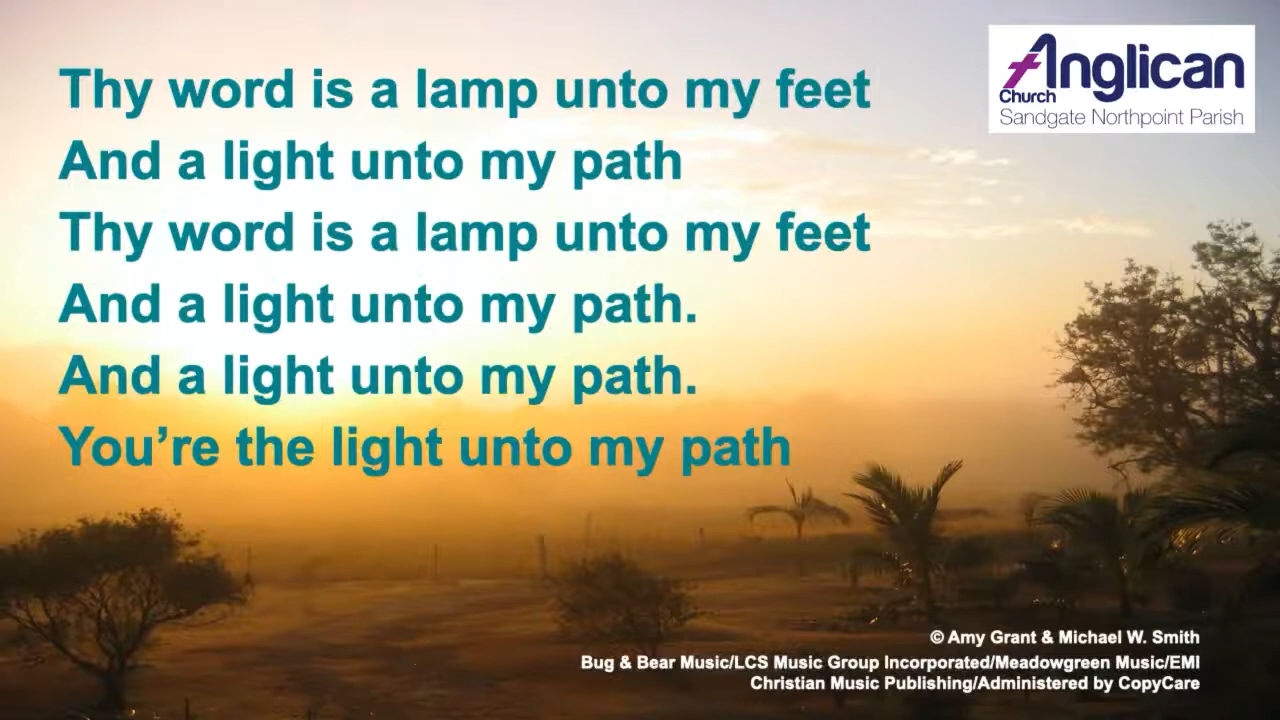 Thy word is a lamp unto my feet
And a light unto my path
Thy word is a lamp unto my feet
And a light unto my path.
And a light unto my path.
You’re the light unto my path
Anglican
Church
Sandgate Northpoint Parish
© Amy Grant & Michael W. Smith
Bug & Bear Music/LCS Music Group Incorporated/Meadowgreen Music/EMI
Christian Music Publishing/Administered by CopyCare